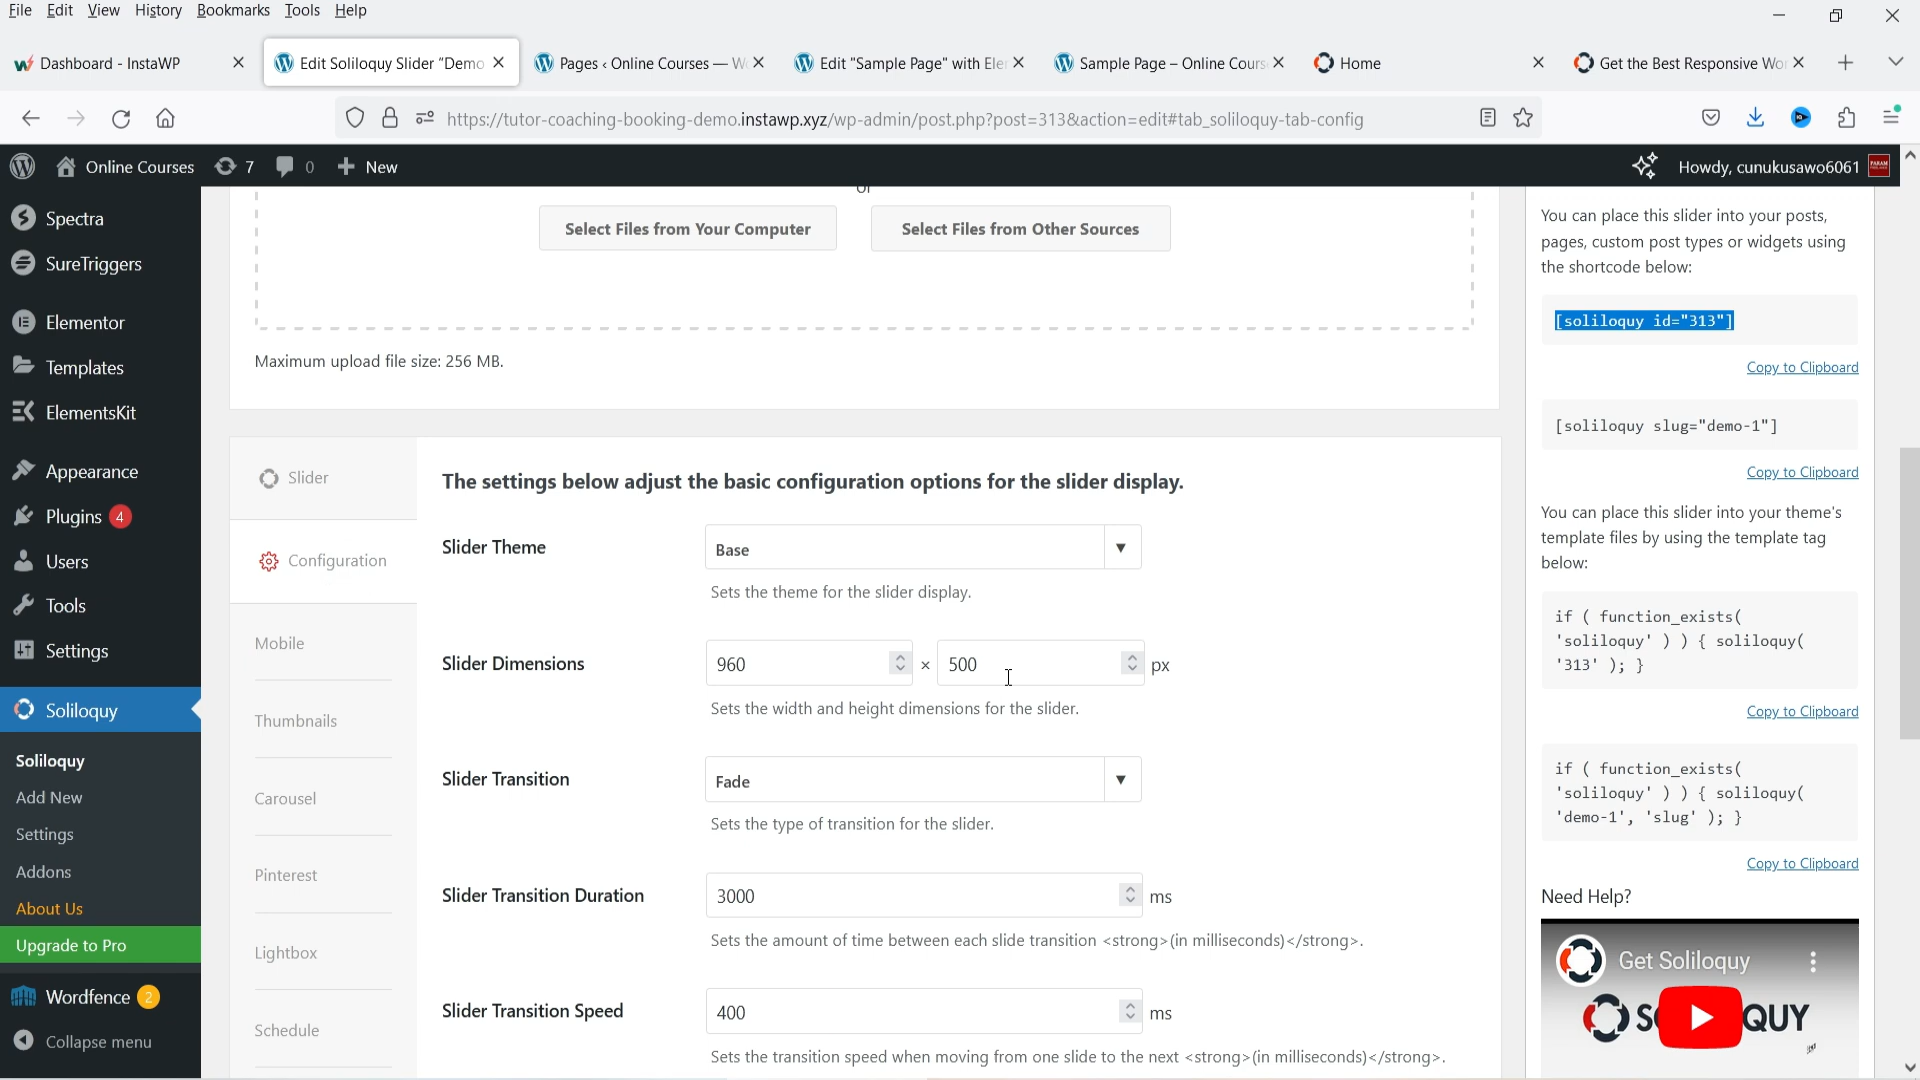 File Edit View History Bookmarks Tools Help
Dashboard - InstaWP
Edit Soliloquy Slider "Demo
Pages ‹ Online Courses — W
Edit "Sample Page" with Ele
Sample Page – Online Cours
Home
Get the Best Responsive Wo
https://tutor-coaching-booking-demo.instawp.xyz/wp-admin/post.php?post=313&action=edit#tab_soliloquy-tab-config
Online Courses 7 0 New
Howdy, cunukusawo6061
Spectra
SureTriggers
Elementor
Templates
ElementsKit
Appearance
Plugins 4
Users
Tools
Settings
Soliloquy
Soliloquy
Add New
Settings
Addons
About Us
Upgrade to Pro
Wordfence 2
Collapse menu
or
Select Files from Your Computer
Select Files from Other Sources
Maximum upload file size: 256 MB.
Slider
Configuration
Mobile
Thumbnails
Carousel
Pinterest
Lightbox
Schedule
The settings below adjust the basic configuration options for the slider display.
Slider Theme
Base
Sets the theme for the slider display.
Slider Dimensions
960 × 500 px
Sets the width and height dimensions for the slider.
Slider Transition
Fade
Sets the type of transition for the slider.
Slider Transition Duration
3000 ms
Sets the amount of time between each slide transition <strong>(in milliseconds)</strong>.
Slider Transition Speed
400 ms
Sets the transition speed when moving from one slide to the next <strong>(in milliseconds)</strong>.
You can place this slider into your posts,
pages, custom post types or widgets using
the shortcode below:
[soliloquy id="313"]
Copy to Clipboard
[soliloquy slug="demo-1"]
Copy to Clipboard
You can place this slider into your theme's
template files by using the template tag
below:
if ( function_exists(
'soliloquy' ) ) { soliloquy(
'313' ); }
Copy to Clipboard
if ( function_exists(
'soliloquy' ) ) { soliloquy(
'demo-1', 'slug' ); }
Copy to Clipboard
Need Help?
Get Soliloquy